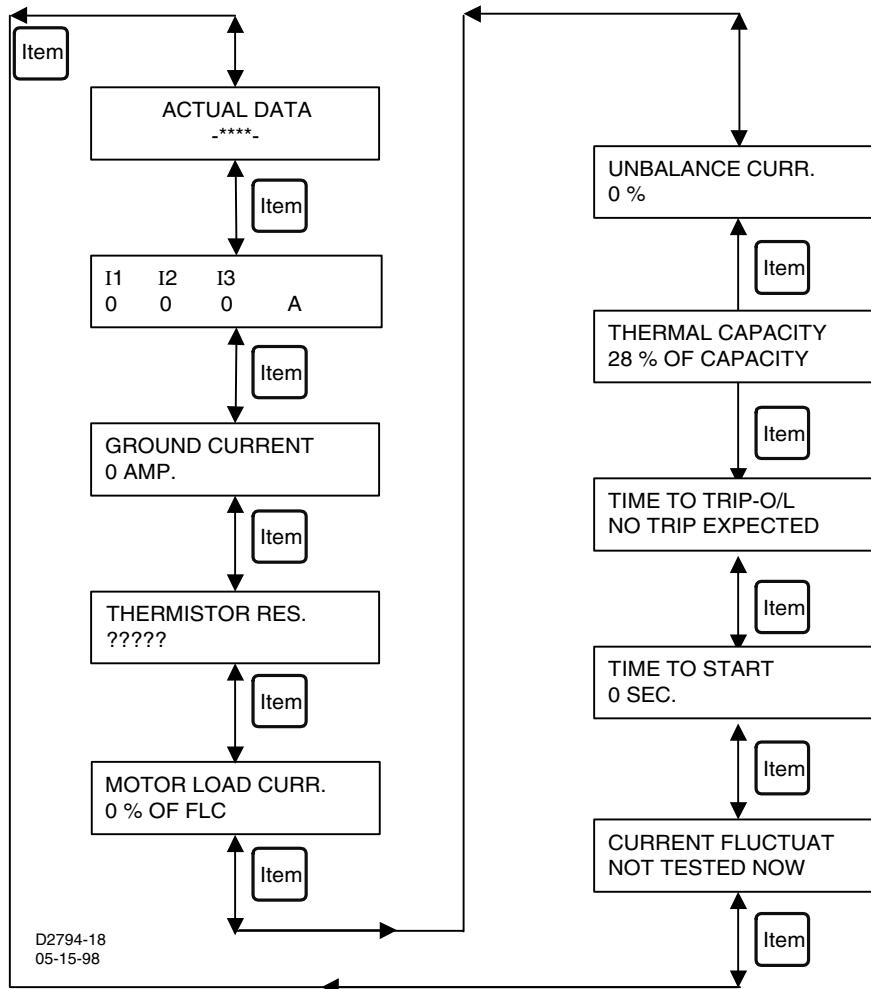 Item
ACTUAL DATA
-****-
Item
I1 I2 I3
0 0 0 A
Item
GROUND CURRENT
0 AMP.
Item
THERMISTOR RES.
?????
Item
MOTOR LOAD CURR.
0 % OF FLC
Item
D2794-18
05-15-98
UNBALANCE CURR.
0 %
Item
THERMAL CAPACITY
28 % OF CAPACITY
Item
TIME TO TRIP-O/L
NO TRIP EXPECTED
Item
TIME TO START
0 SEC.
Item
CURRENT FLUCTUAT
NOT TESTED NOW
Item